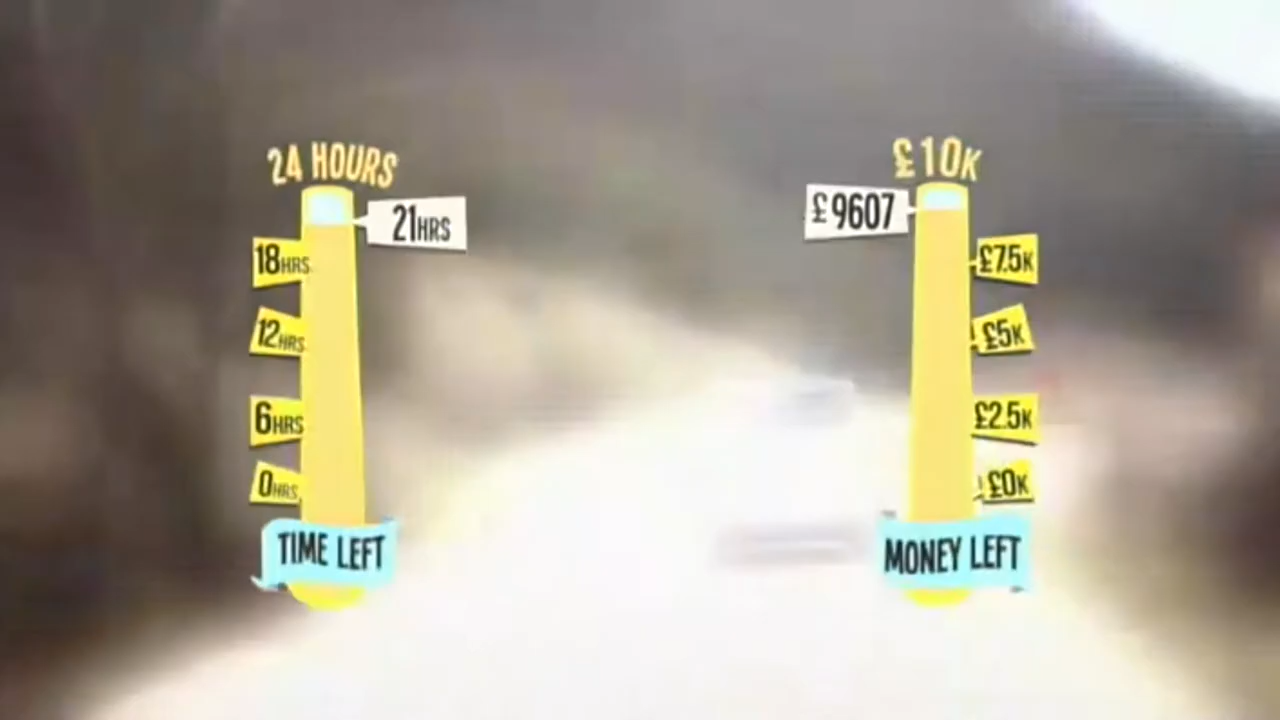 24 HOURS
21HRS
18HRS
12HRS
6HRS
0HRS
TIME LEFT
£10K
£9607
£7.5K
£5K
£2.5K
£0K
MONEY LEFT